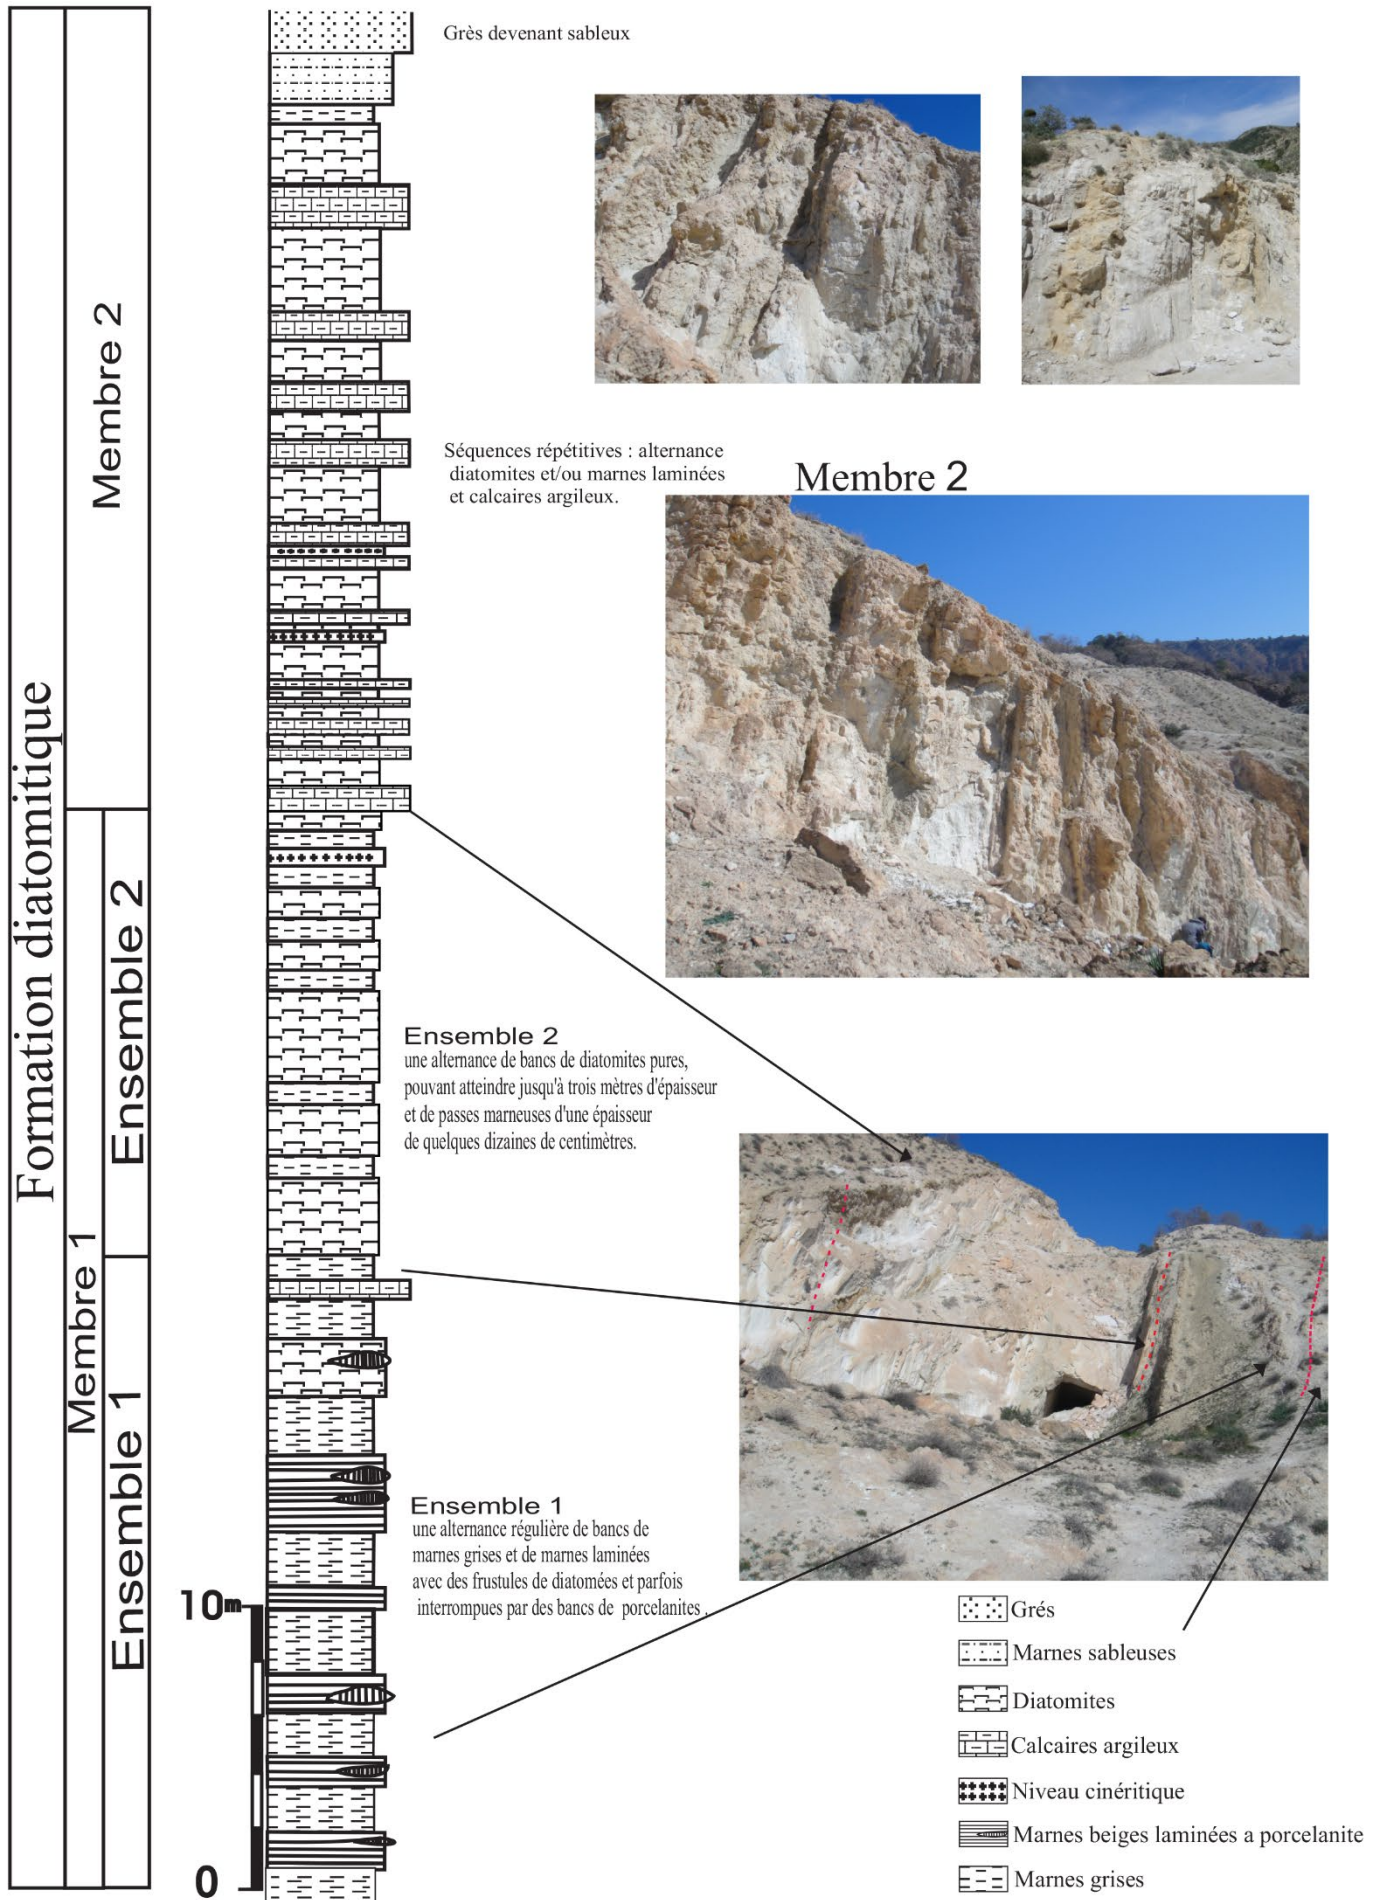 Grès devenant sableux
Formation diatomitique
Membre 2
Séquences répétitives : alternance
diatomites et/ou marnes laminées
et calcaires argileux.
Membre 2
Membre 1
Ensemble 2
Ensemble 2
une alternance de bancs de diatomites pures,
pouvant atteindre jusqu'à trois mètres d'épaisseur
et de passes marneuses d'une épaisseur
de quelques dizaines de centimètres.
Ensemble 1
Ensemble 1
une alternance régulière de bancs de
marnes grises et de marnes laminées
avec des frustules de diatomées et parfois
interrompues par des bancs de porcelanites .
10m
0
Grés
Marnes sableuses
Diatomites
Calcaires argileux
Niveau cinéritique
Marnes beiges laminées a porcelanite
Marnes grises